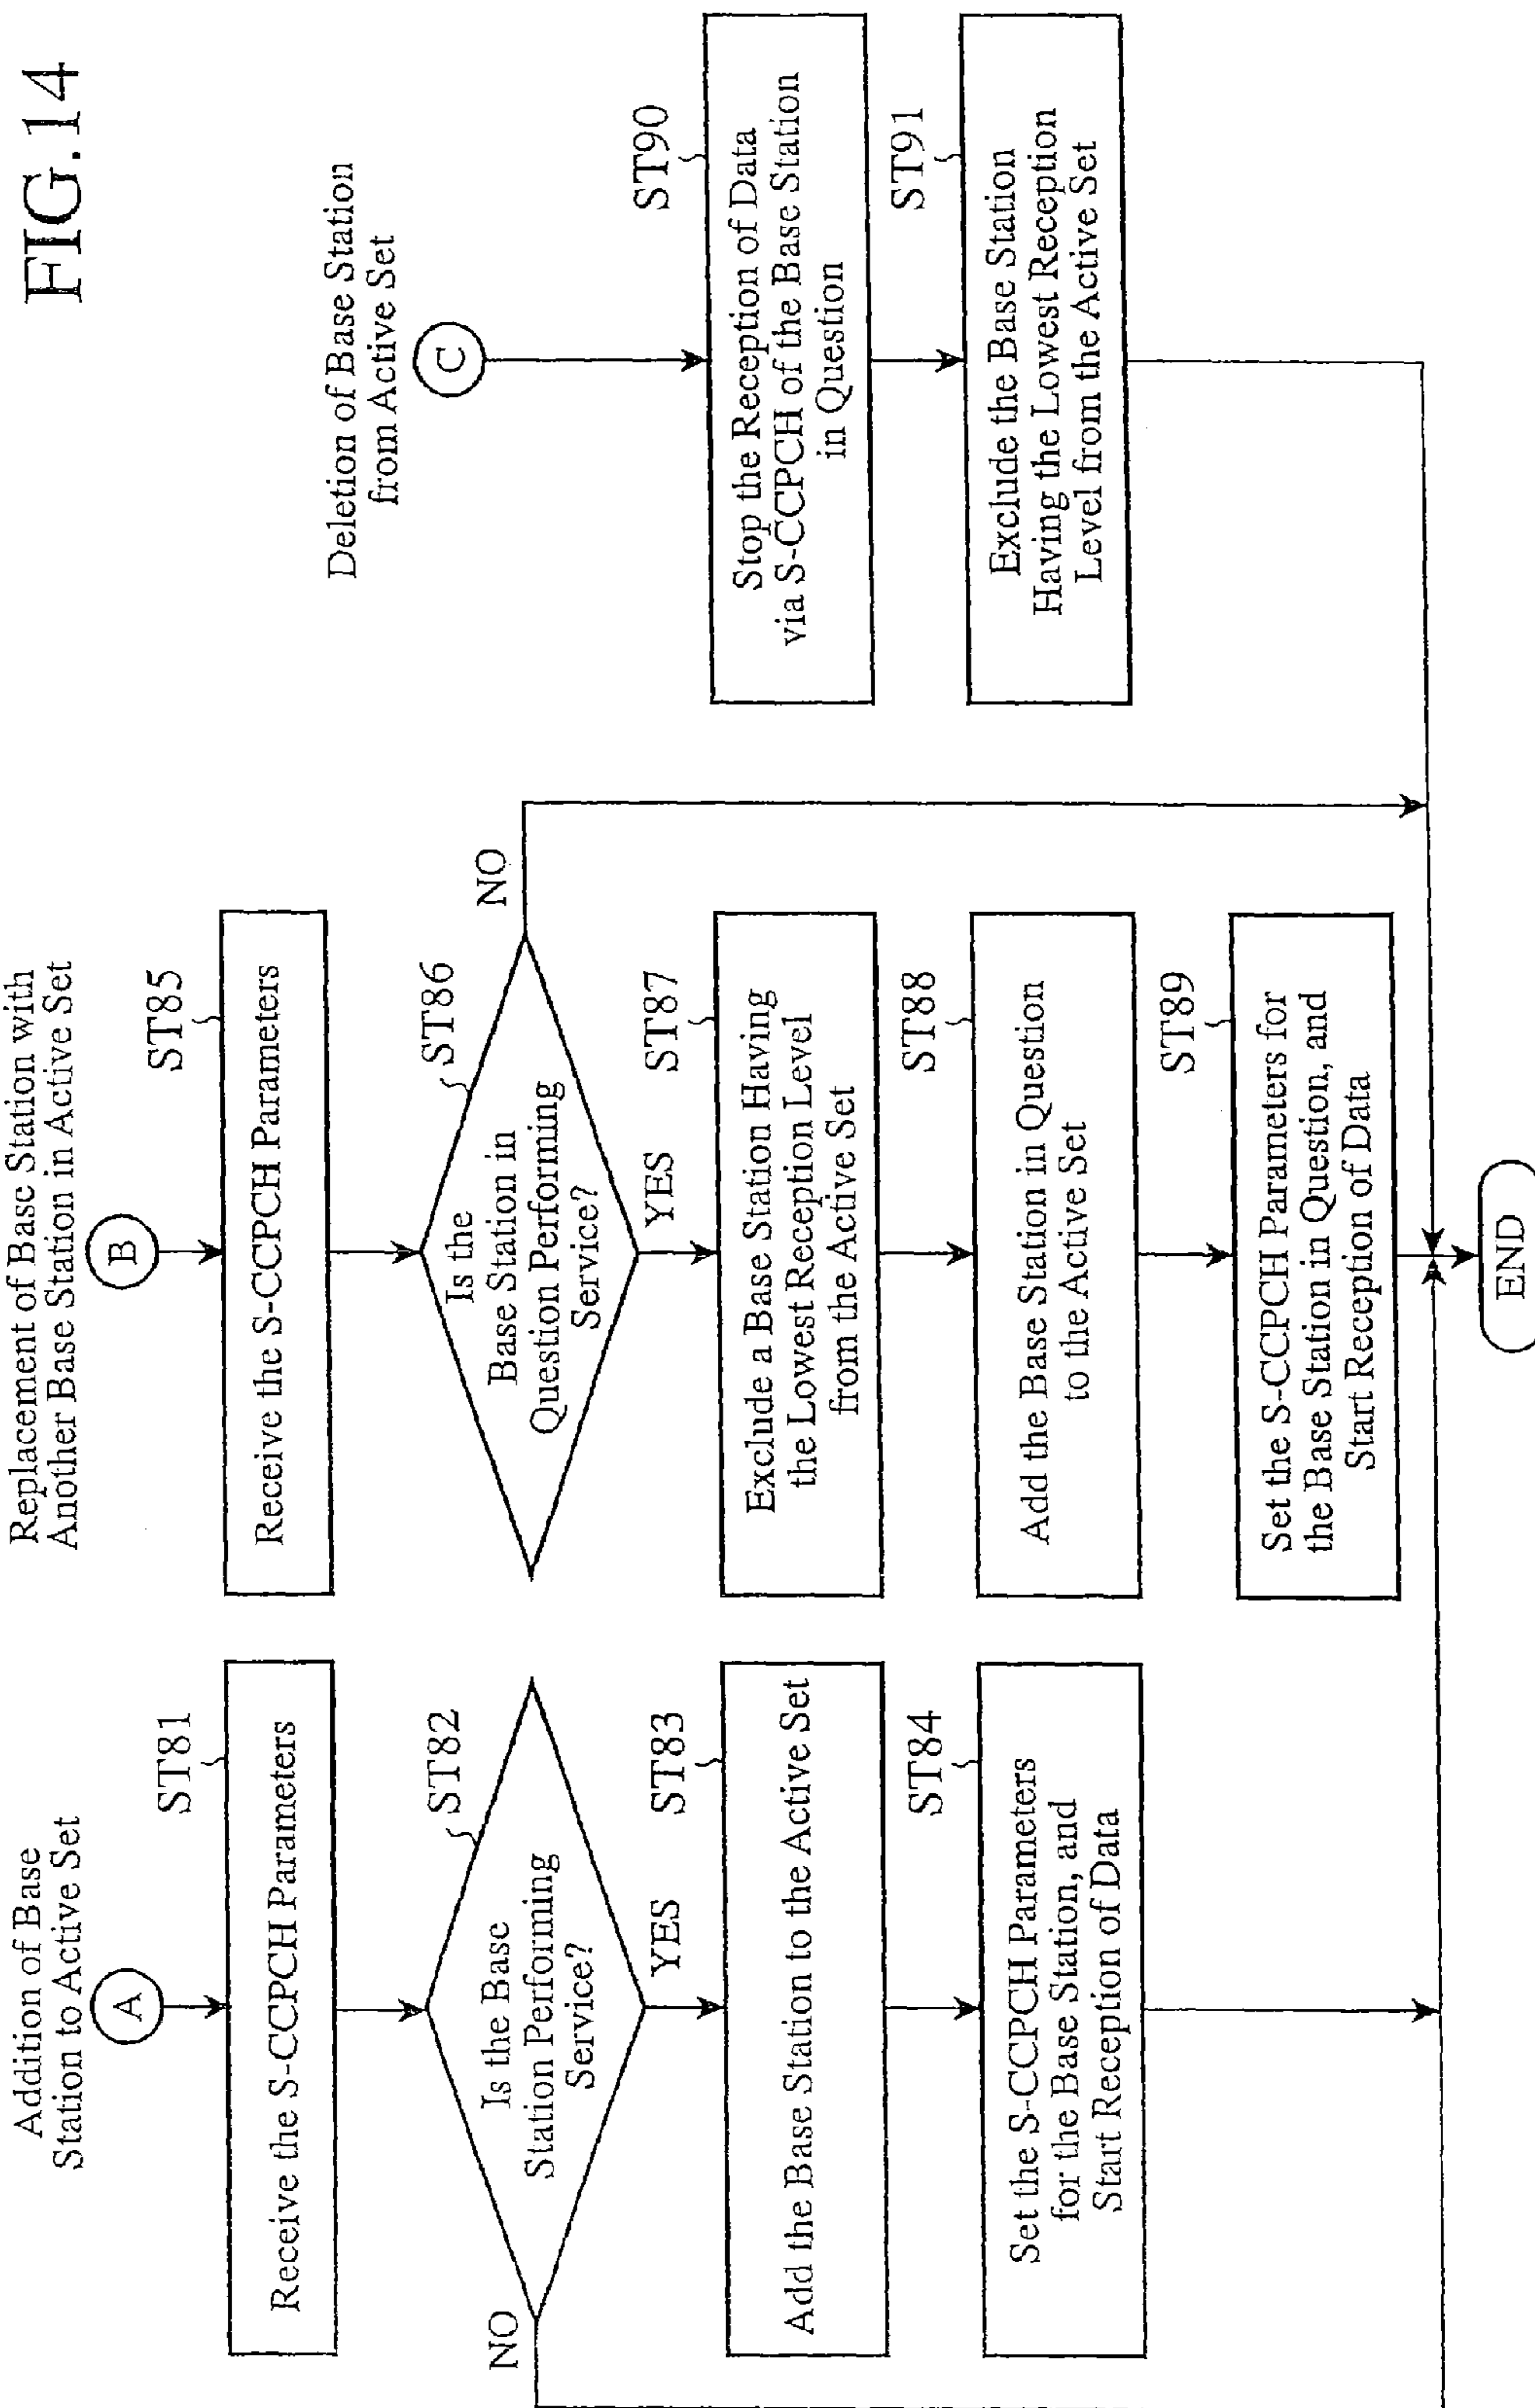 FIG.14
Addition of Base
Station to Active Set
A
ST81
Receive the S-CCPCH Parameters
ST82
Is the Base
Station Performing
Service?
NO
YES
ST83
Add the Base Station to the Active Set
ST84
Set the S-CCPCH Parameters
for the Base Station, and
Start Reception of Data
Replacement of Base Station with
Another Base Station in Active Set
B
ST85
Receive the S-CCPCH Parameters
ST86
Is the
Base Station in
Question Performing
Service?
NO
YES
ST87
Exclude a Base Station Having
the Lowest Reception Level
from the Active Set
ST88
Add the Base Station in Question
to the Active Set
ST89
Set the S-CCPCH Parameters for
the Base Station in Question, and
Start Reception of Data
END
Deletion of Base Station
from Active Set
C
ST90
Stop the Reception of Data
via S-CCPCH of the Base Station
in Question
ST91
Exclude the Base Station
Having the Lowest Reception
Level from the Active Set